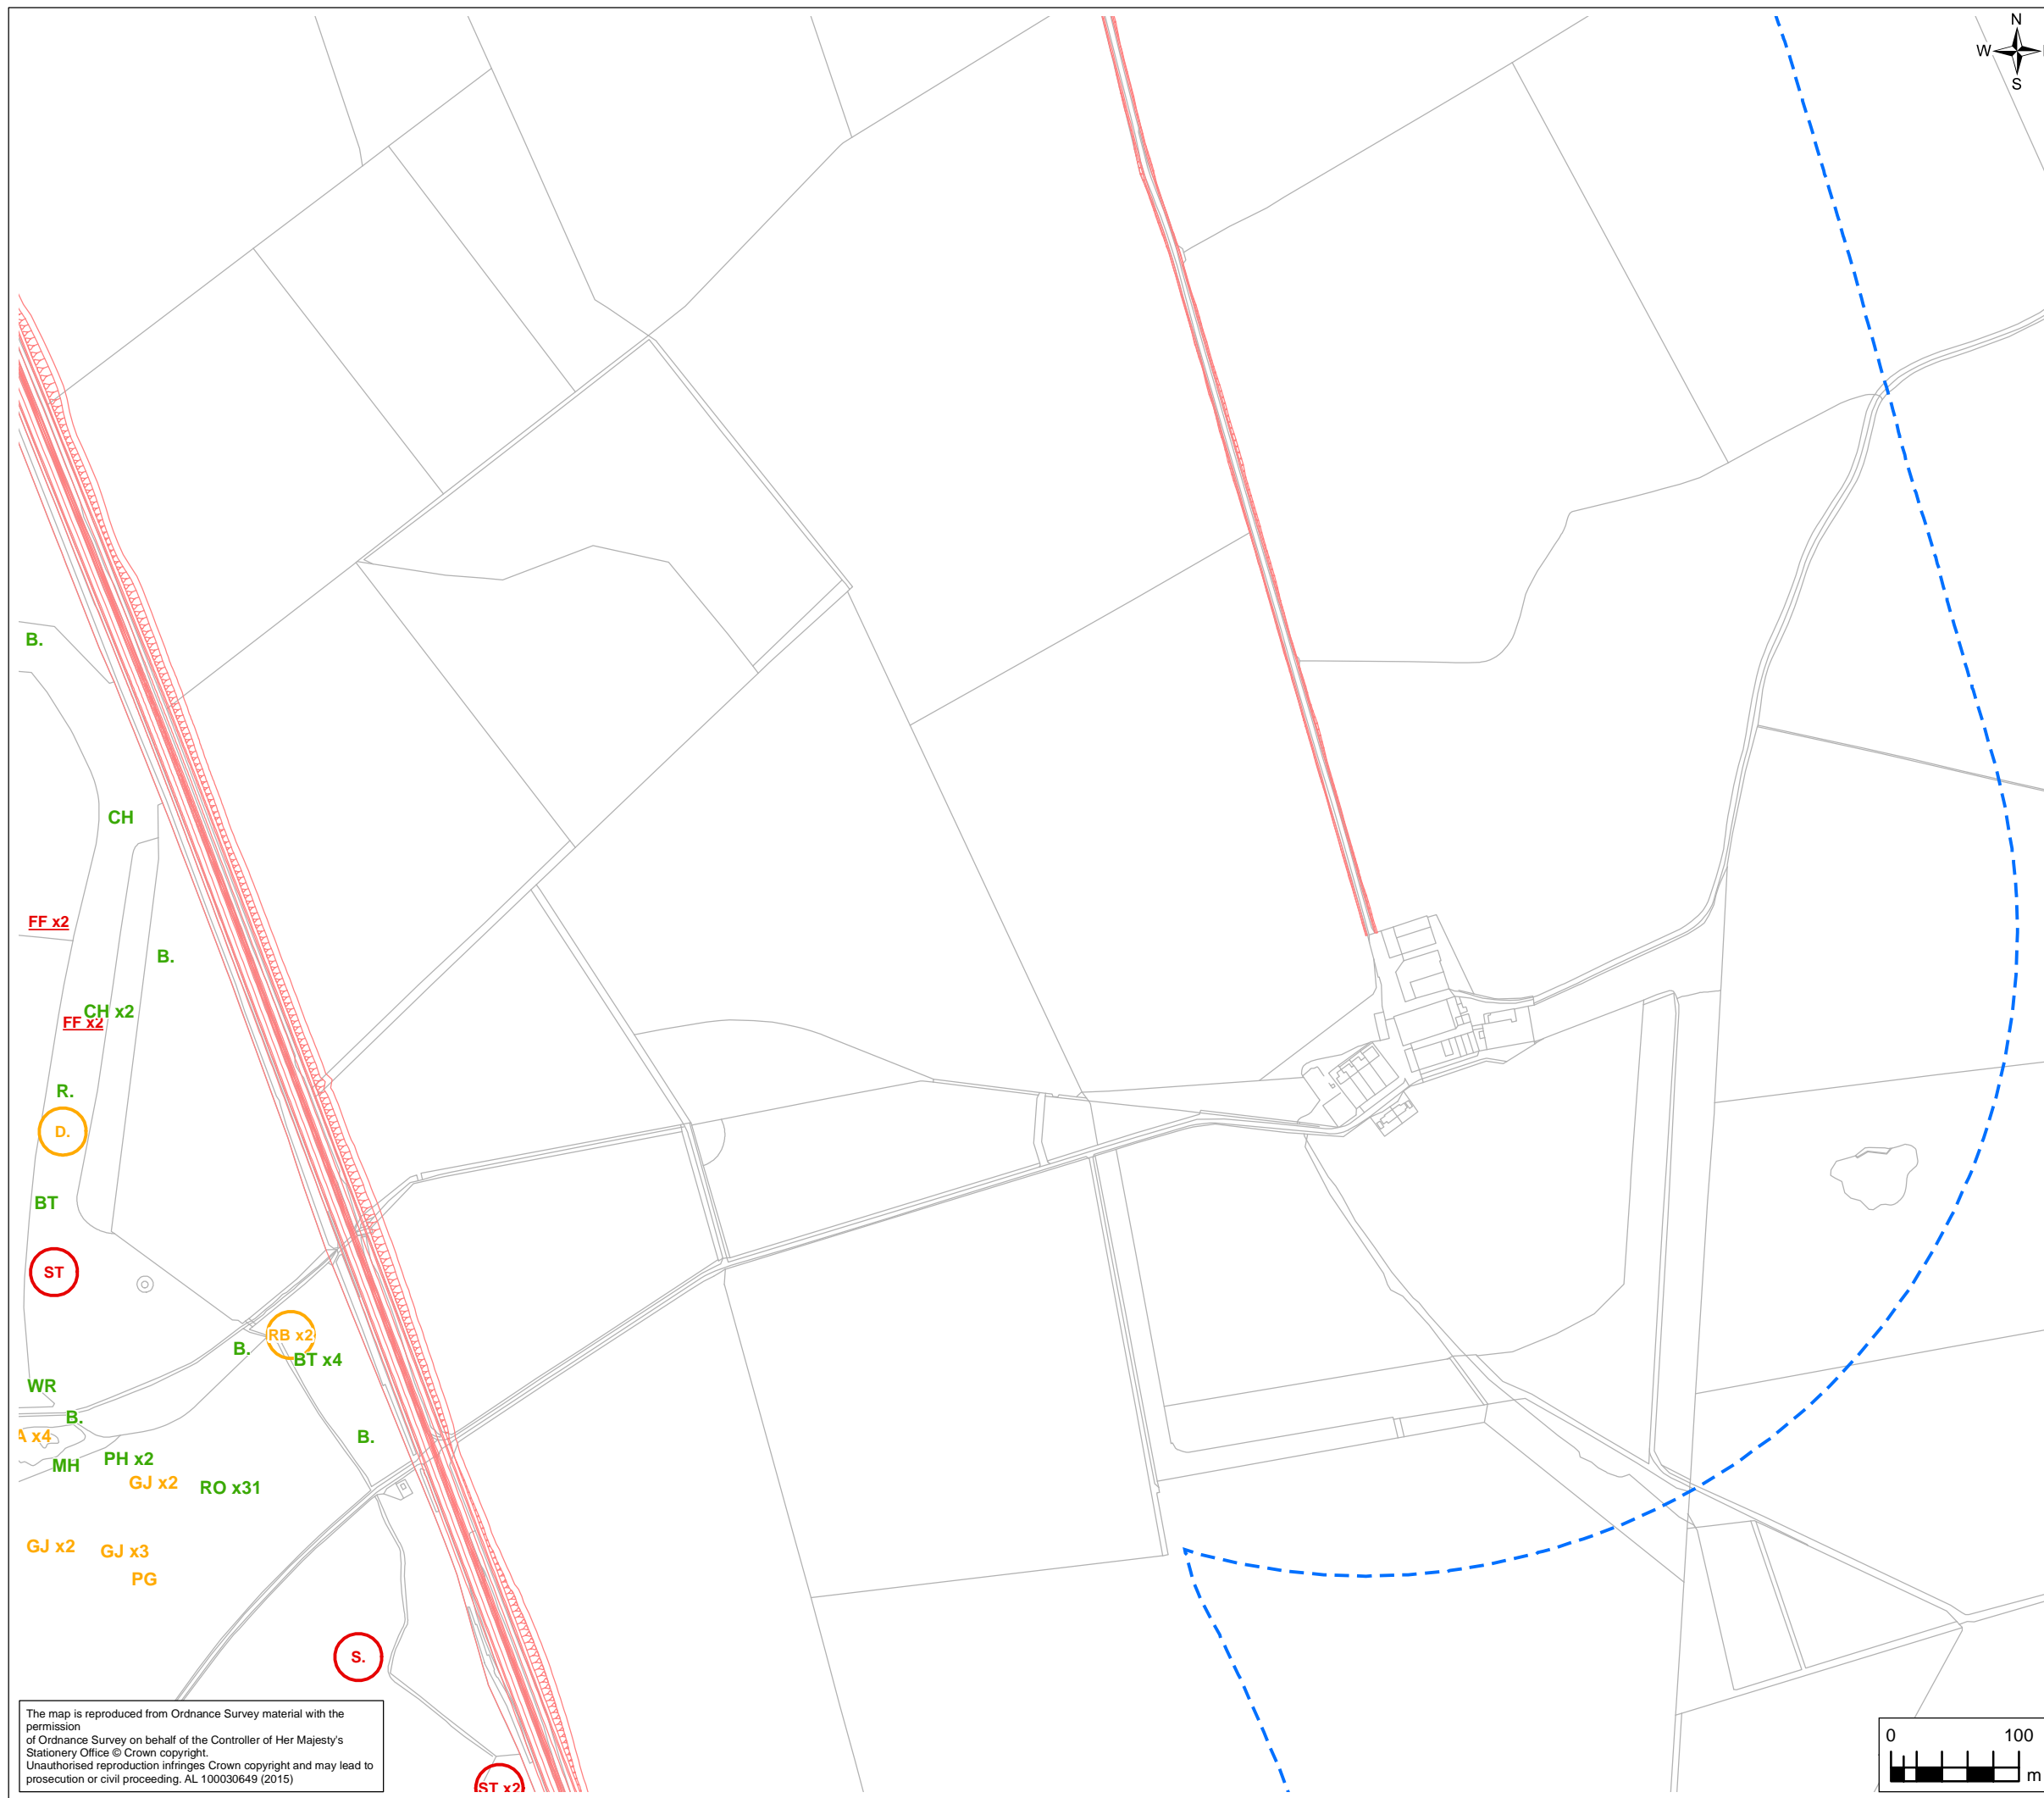 N
W
S
B.
CH
FF x2
B.
CH x2
FF x2
R.
D.
BT
ST
RB x2
B.
BT x4
WR
B.
A x4
B.
MH
PH x2
GJ x2
RO x31
GJ x2
GJ x3
PG
S.
The map is reproduced from Ordnance Survey material with the
permission
of Ordnance Survey on behalf of the Controller of Her Majesty's
Stationery Office © Crown copyright.
Unauthorised reproduction infringes Crown copyright and may lead to
prosecution or civil proceeding. AL 100030649 (2015)
ST x2
0 100
m